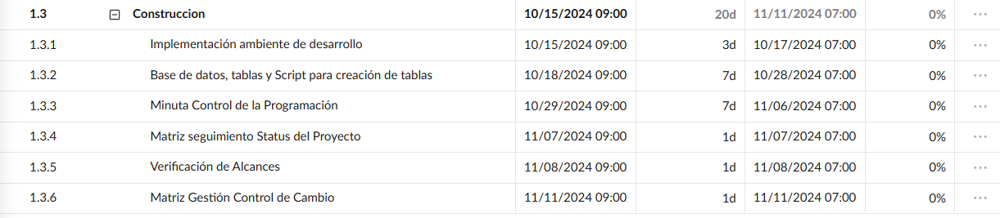 1.3 Construccion 10/15/2024 09:00 20d 11/11/2024 07:00 0%
1.3.1 Implementación ambiente de desarrollo 10/15/2024 09:00 3d 10/17/2024 07:00 0%
1.3.2 Base de datos, tablas y Script para creación de tablas 10/18/2024 09:00 7d 10/28/2024 07:00 0%
1.3.3 Minuta Control de la Programación 10/29/2024 09:00 7d 11/06/2024 07:00 0%
1.3.4 Matriz seguimiento Status del Proyecto 11/07/2024 09:00 1d 11/07/2024 07:00 0%
1.3.5 Verificación de Alcances 11/08/2024 09:00 1d 11/08/2024 07:00 0%
1.3.6 Matriz Gestión Control de Cambio 11/11/2024 09:00 1d 11/11/2024 07:00 0%